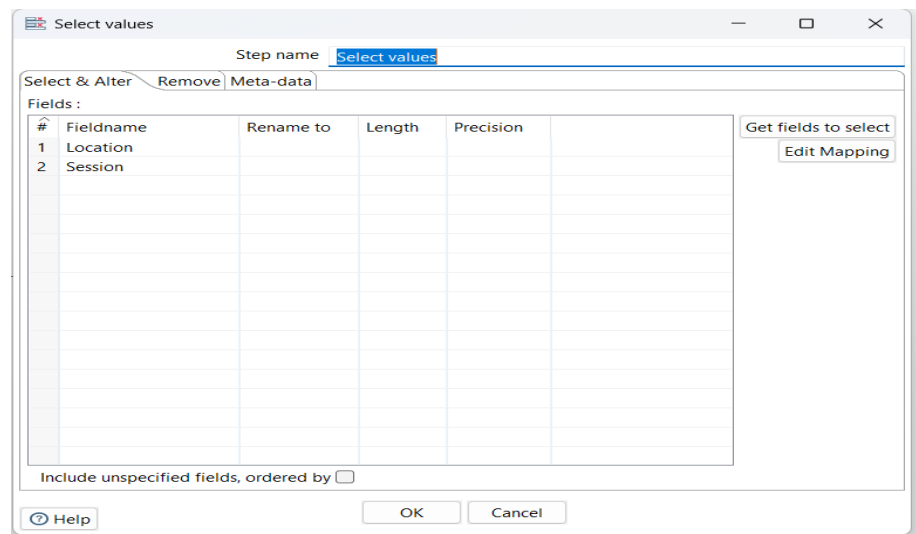 Select values
Step name Select values
Select & Alter Remove Meta-data
Fields :
# Fieldname Rename to Length Precision
Get fields to select
1 Location
Edit Mapping
2 Session
Include unspecified fields, ordered by
Help OK Cancel